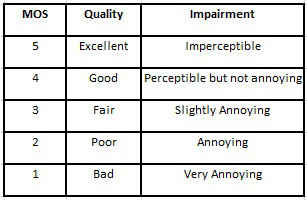 MOS Quality Impairment
5 Excellent Imperceptible
4 Good Perceptible but not annoying
3 Fair Slightly Annoying
2 Poor Annoying
1 Bad Very Annoying